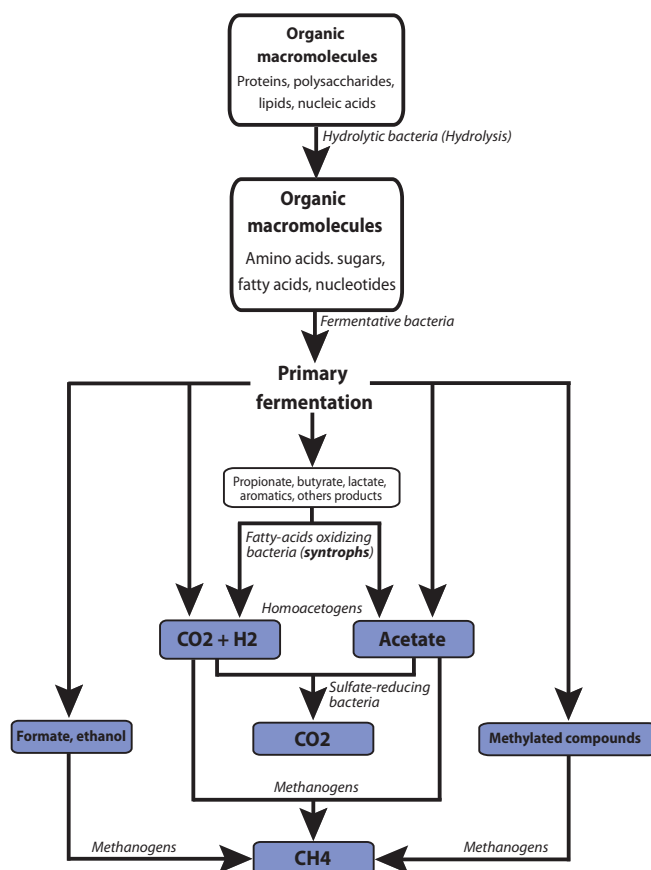 Organic
macromolecules
Proteins, polysaccharides,
lipids, nucleic acids
Hydrolytic bacteria (Hydrolysis)
Organic
macromolecules
Amino acids. sugars,
fatty acids, nucleotides
Fermentative bacteria
Primary
fermentation
Propionate, butyrate, lactate,
aromatics, others products
Fatty-acids oxidizing
bacteria (syntrophs)
Homoacetogens
CO2 + H2
Acetate
Sulfate-reducing
bacteria
Formate, ethanol
CO2
Methylated compounds
Methanogens
Methanogens
CH4
Methanogens